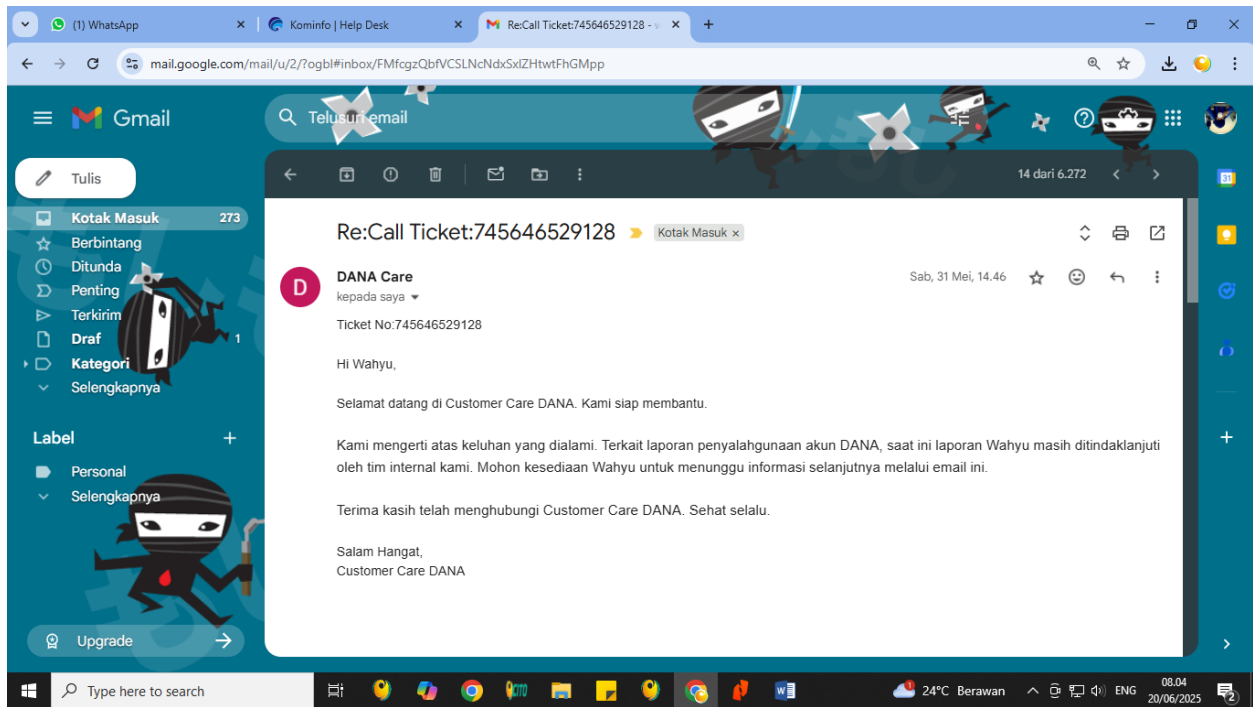 (1) WhatsApp
Kominfo | Help Desk
Re:Call Ticket:745646529128 -
mail.google.com/mail/u/2/?ogbl#inbox/FMfcgzQbfVCSLNcNdxSxlZHtwtFhGMpp
Gmail
Telusuri email
Tulis
14 dari 6.272
Kotak Masuk 273
Berbintang
Ditunda
Penting
Terkirim
Draf 1
Kategori
Selengkapnya
Label
Personal
Selengkapnya
Upgrade
31
Re:Call Ticket:745646529128 Kotak Masuk x
D
DANA Care
Sab, 31 Mei, 14.46
kepada saya
Ticket No:745646529128
Hi Wahyu,
Selamat datang di Customer Care DANA. Kami siap membantu.
Kami mengerti atas keluhan yang dialami. Terkait laporan penyalahgunaan akun DANA, saat ini laporan Wahyu masih ditindaklanjuti
oleh tim internal kami. Mohon kesediaan Wahyu untuk menunggu informasi selanjutnya melalui email ini.
Terima kasih telah menghubungi Customer Care DANA. Sehat selalu.
Salam Hangat,
Customer Care DANA
Type here to search
24°C Berawan
ENG
08.04
20/06/2025
2